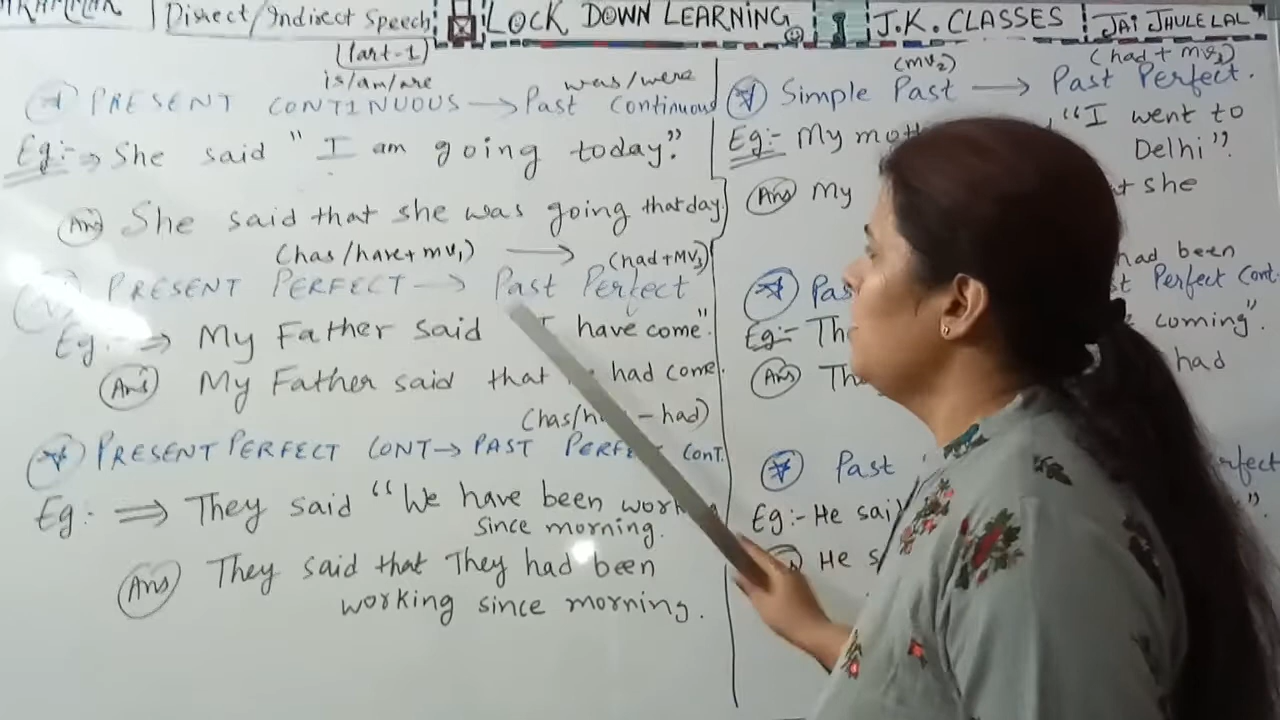 Direct/Indirect Speech
(Part-1)
LOCK DOWN LEARNING
J.K. CLASSES
JAI JHULELAL
is/am/are
was/were
PRESENT CONTINUOUS → Past Continuous
Eg:- ⇒ She said "I am going today."
Ans She said that she was going that day
(has/have+mv₁) → (had+MV₃)
PRESENT PERFECT → Past Perfect
Eg:- ⇒ My Father said I have come".
Ans My Father said that had come.
(has/ - had)
PRESENT PERFECT CONT → PAST PERFECT CONT.
Eg:- ⇒ They said "We have been
since morning.
Ans They said that They had been
working since morning.
(mv₂)
(had + mv₃)
Simple Past → Past Perfect.
Eg:- My "I went to
Delhi".
Ans My she
had been
Perfect Cont.
Eg:- coming".
Ans had
Past
Eg:- He
He